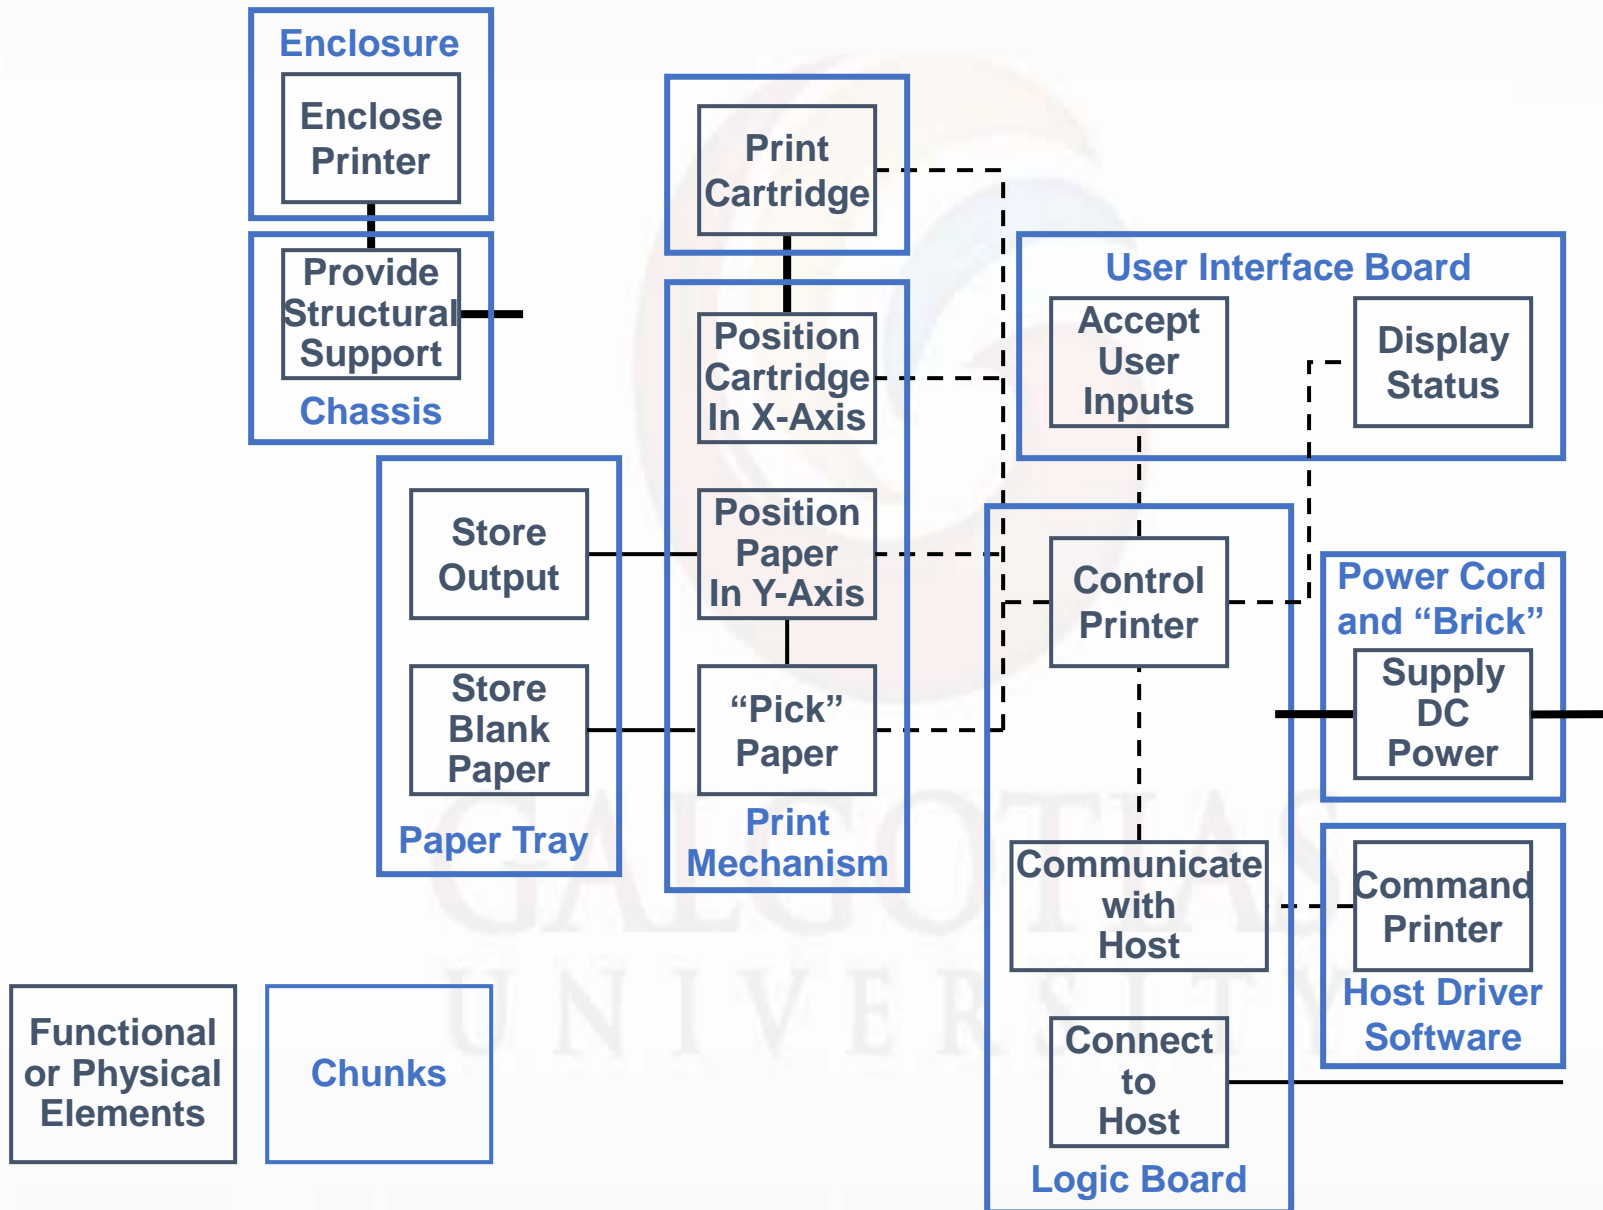 Enclosure
Enclose
Printer
Provide
Structural
Support
Chassis
Print
Cartridge
Position
Cartridge
In X-Axis
Position
Paper
In Y-Axis
“Pick”
Paper
Print
Mechanism
Store
Output
Store
Blank
Paper
Paper Tray
User Interface Board
Accept
User
Inputs
Display
Status
Control
Printer
Communicate
with
Host
Connect
to
Host
Logic Board
Power Cord
and “Brick”
Supply
DC
Power
Command
Printer
Host Driver
Software
Functional
or Physical
Elements
Chunks
GALGOTIAS
UNIVERSITY